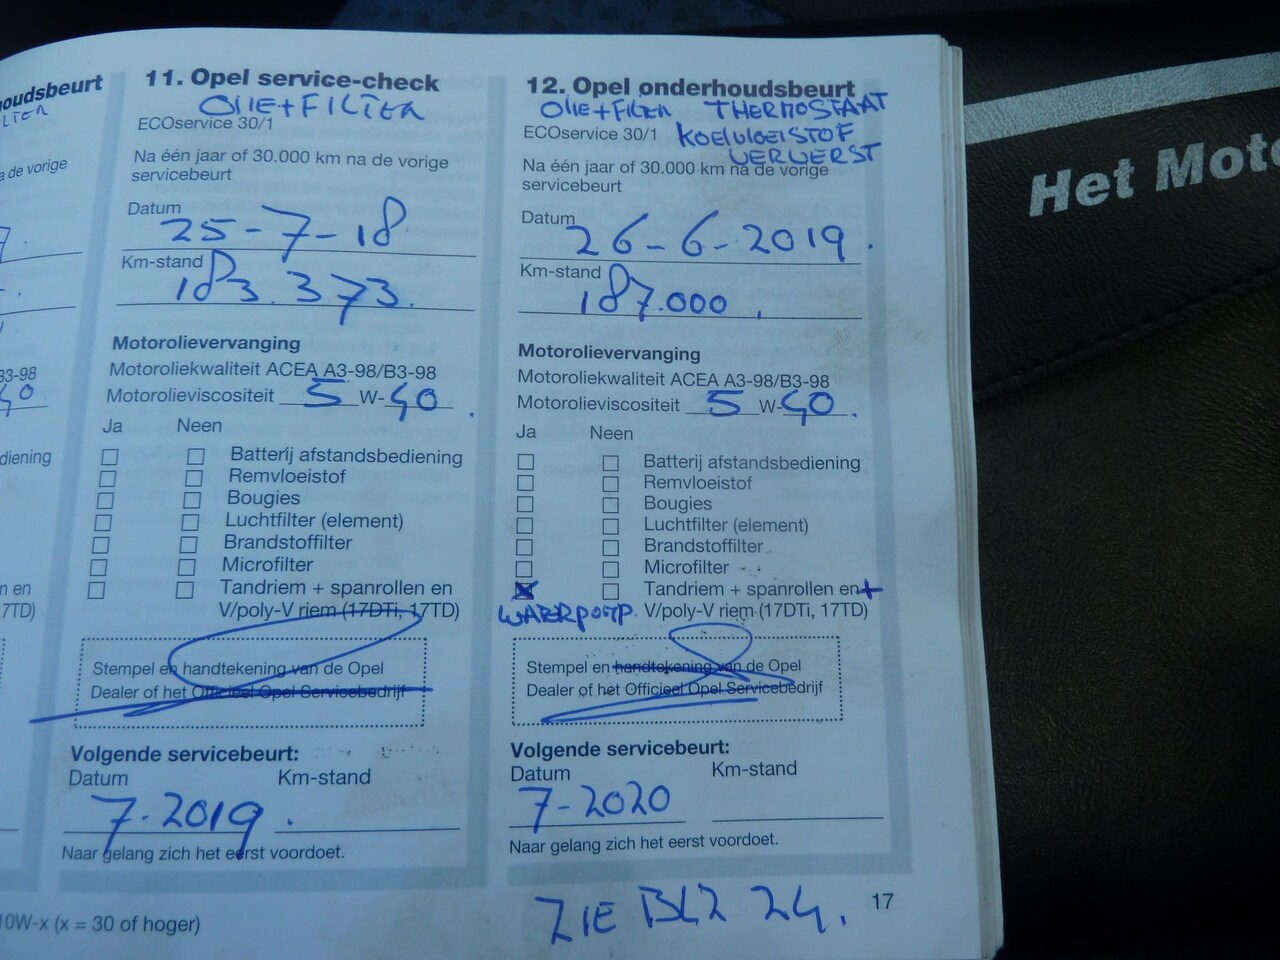 oudsbeurt
a de vorige
B3-98
40
diening
n en
7TD)
10W-x (x = 30 of hoger)
11. Opel service-check
OLIE+FILTER
ECOservice 30/1
Na één jaar of 30.000 km na de vorige
servicebeurt
Datum
25-7-18
Km-stand
183.373.
Motorolievervanging
Motoroliekwaliteit ACEA A3-98/B3-98
Motorolieviscositeit 5 W-40.
Ja Neen
Batterij afstandsbediening
Remvloeistof
Bougies
Luchtfilter (element)
Brandstoffilter
Microfilter
Tandriem + spanrollen en
V/poly-V riem (17DTi, 17TD)
Stempel en handtekening van de Opel
Dealer of het Officieel Opel Servicebedrijf
Volgende servicebeurt:
Datum Km-stand
7.2019.
Naar gelang zich het eerst voordoet.
12. Opel onderhoudsbeurt
OLIE+FILTER THERMOSTAAT
ECOservice 30/1 KOELVLOEISTOF
VERVERST
Na één jaar of 30.000 km na de vorige
servicebeurt
Datum
26-6-2019.
Km-stand
187.000,
Motorolievervanging
Motoroliekwaliteit ACEA A3-98/B3-98
Motorolieviscositeit 5 W-40.
Ja Neen
Batterij afstandsbediening
Remvloeistof
Bougies
Luchtfilter (element)
Brandstoffilter
Microfilter
Tandriem + spanrollen en +
WATERPOMP. V/poly-V riem (17DTi, 17TD)
Stempel en handtekening van de Opel
Dealer of het Officieel Opel Servicebedrijf
Volgende servicebeurt:
Datum Km-stand
7-2020
Naar gelang zich het eerst voordoet.
17
ZIE BLZ 24.
Het Moto